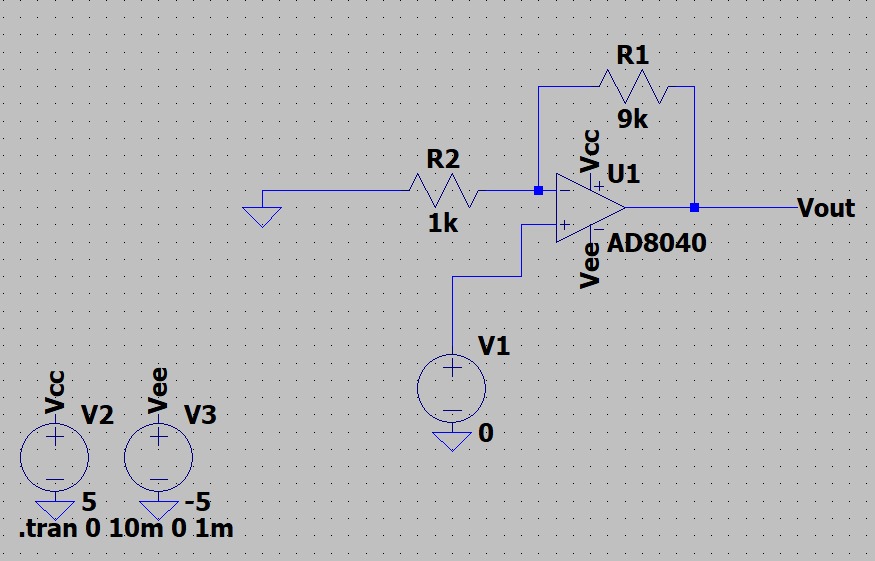 R1
9k
Vcc
R2
U1
1k
Vout
AD8040
Vee
V1
0
Vcc
Vee
V2
V3
5
-5
.tran 0 10m 0 1m